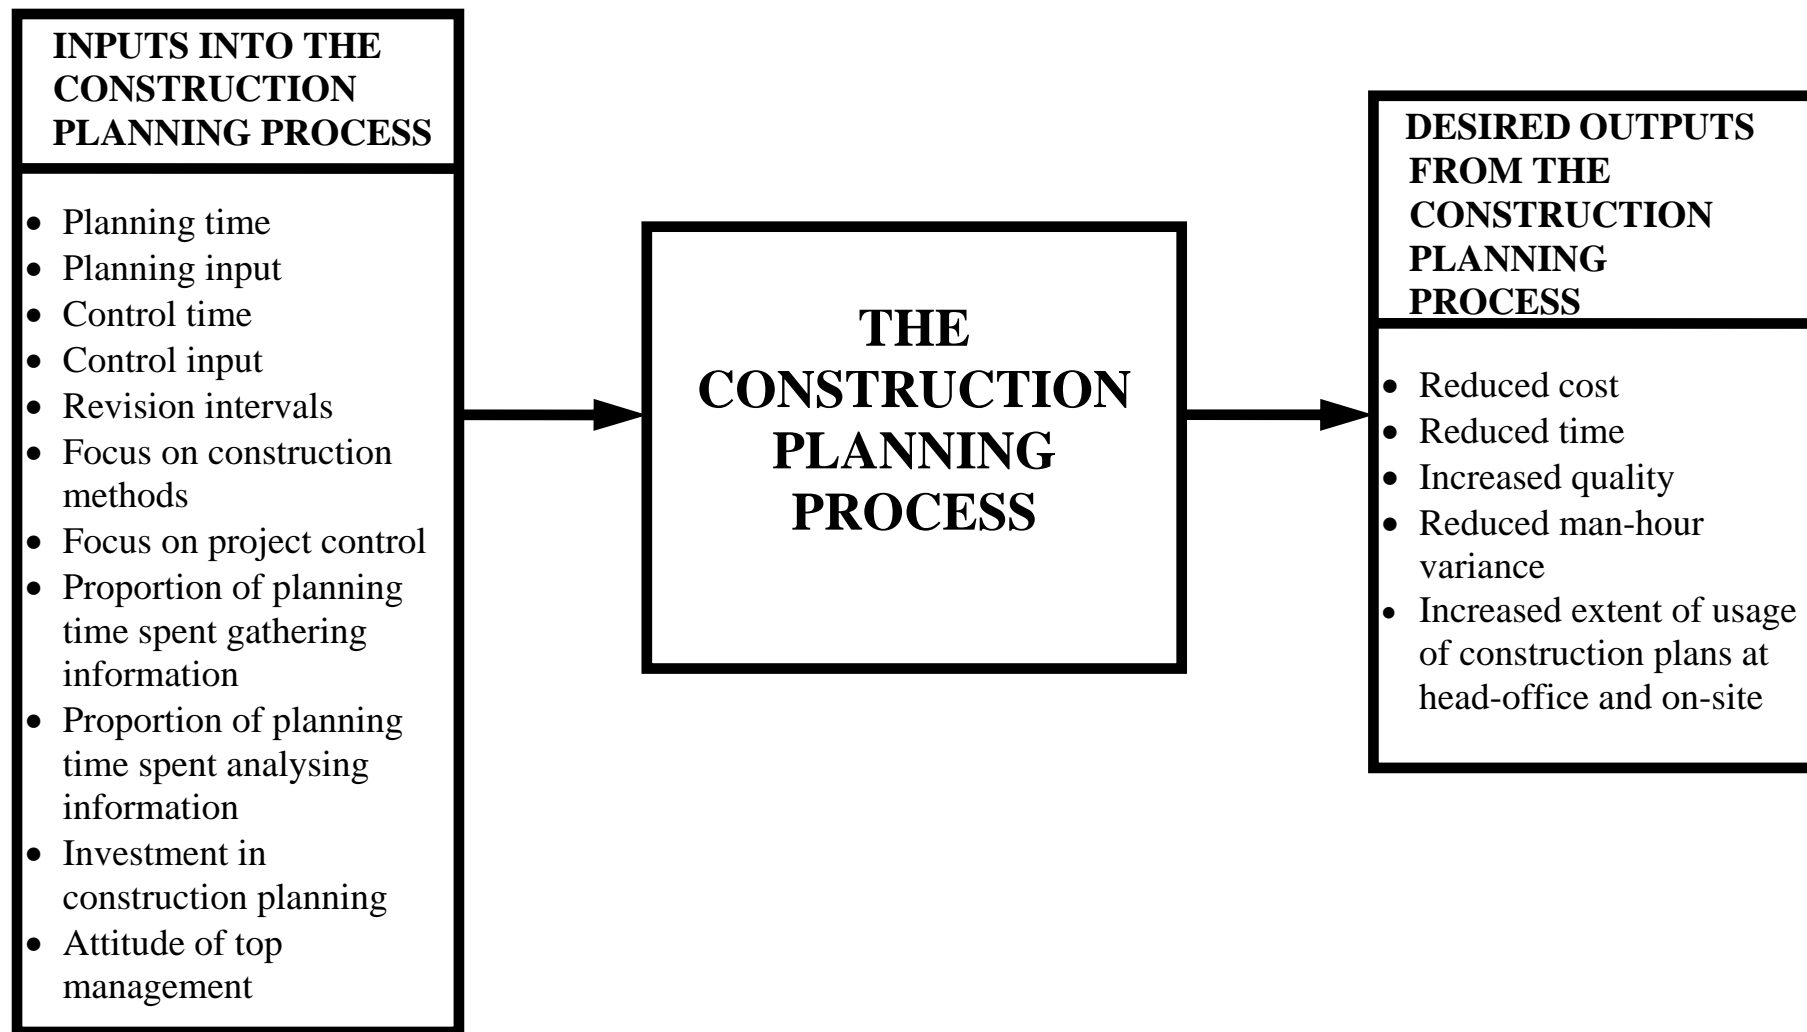 INPUTS INTO THE
CONSTRUCTION
PLANNING PROCESS
• Planning time
• Planning input
• Control time
• Control input
• Revision intervals
• Focus on construction
methods
• Focus on project control
• Proportion of planning
time spent gathering
information
• Proportion of planning
time spent analysing
information
• Investment in
construction planning
• Attitude of top
management
THE
CONSTRUCTION
PLANNING
PROCESS
DESIRED OUTPUTS
FROM THE
CONSTRUCTION
PLANNING
PROCESS
• Reduced cost
• Reduced time
• Increased quality
• Reduced man-hour
variance
• Increased extent of usage
of construction plans at
head-office and on-site